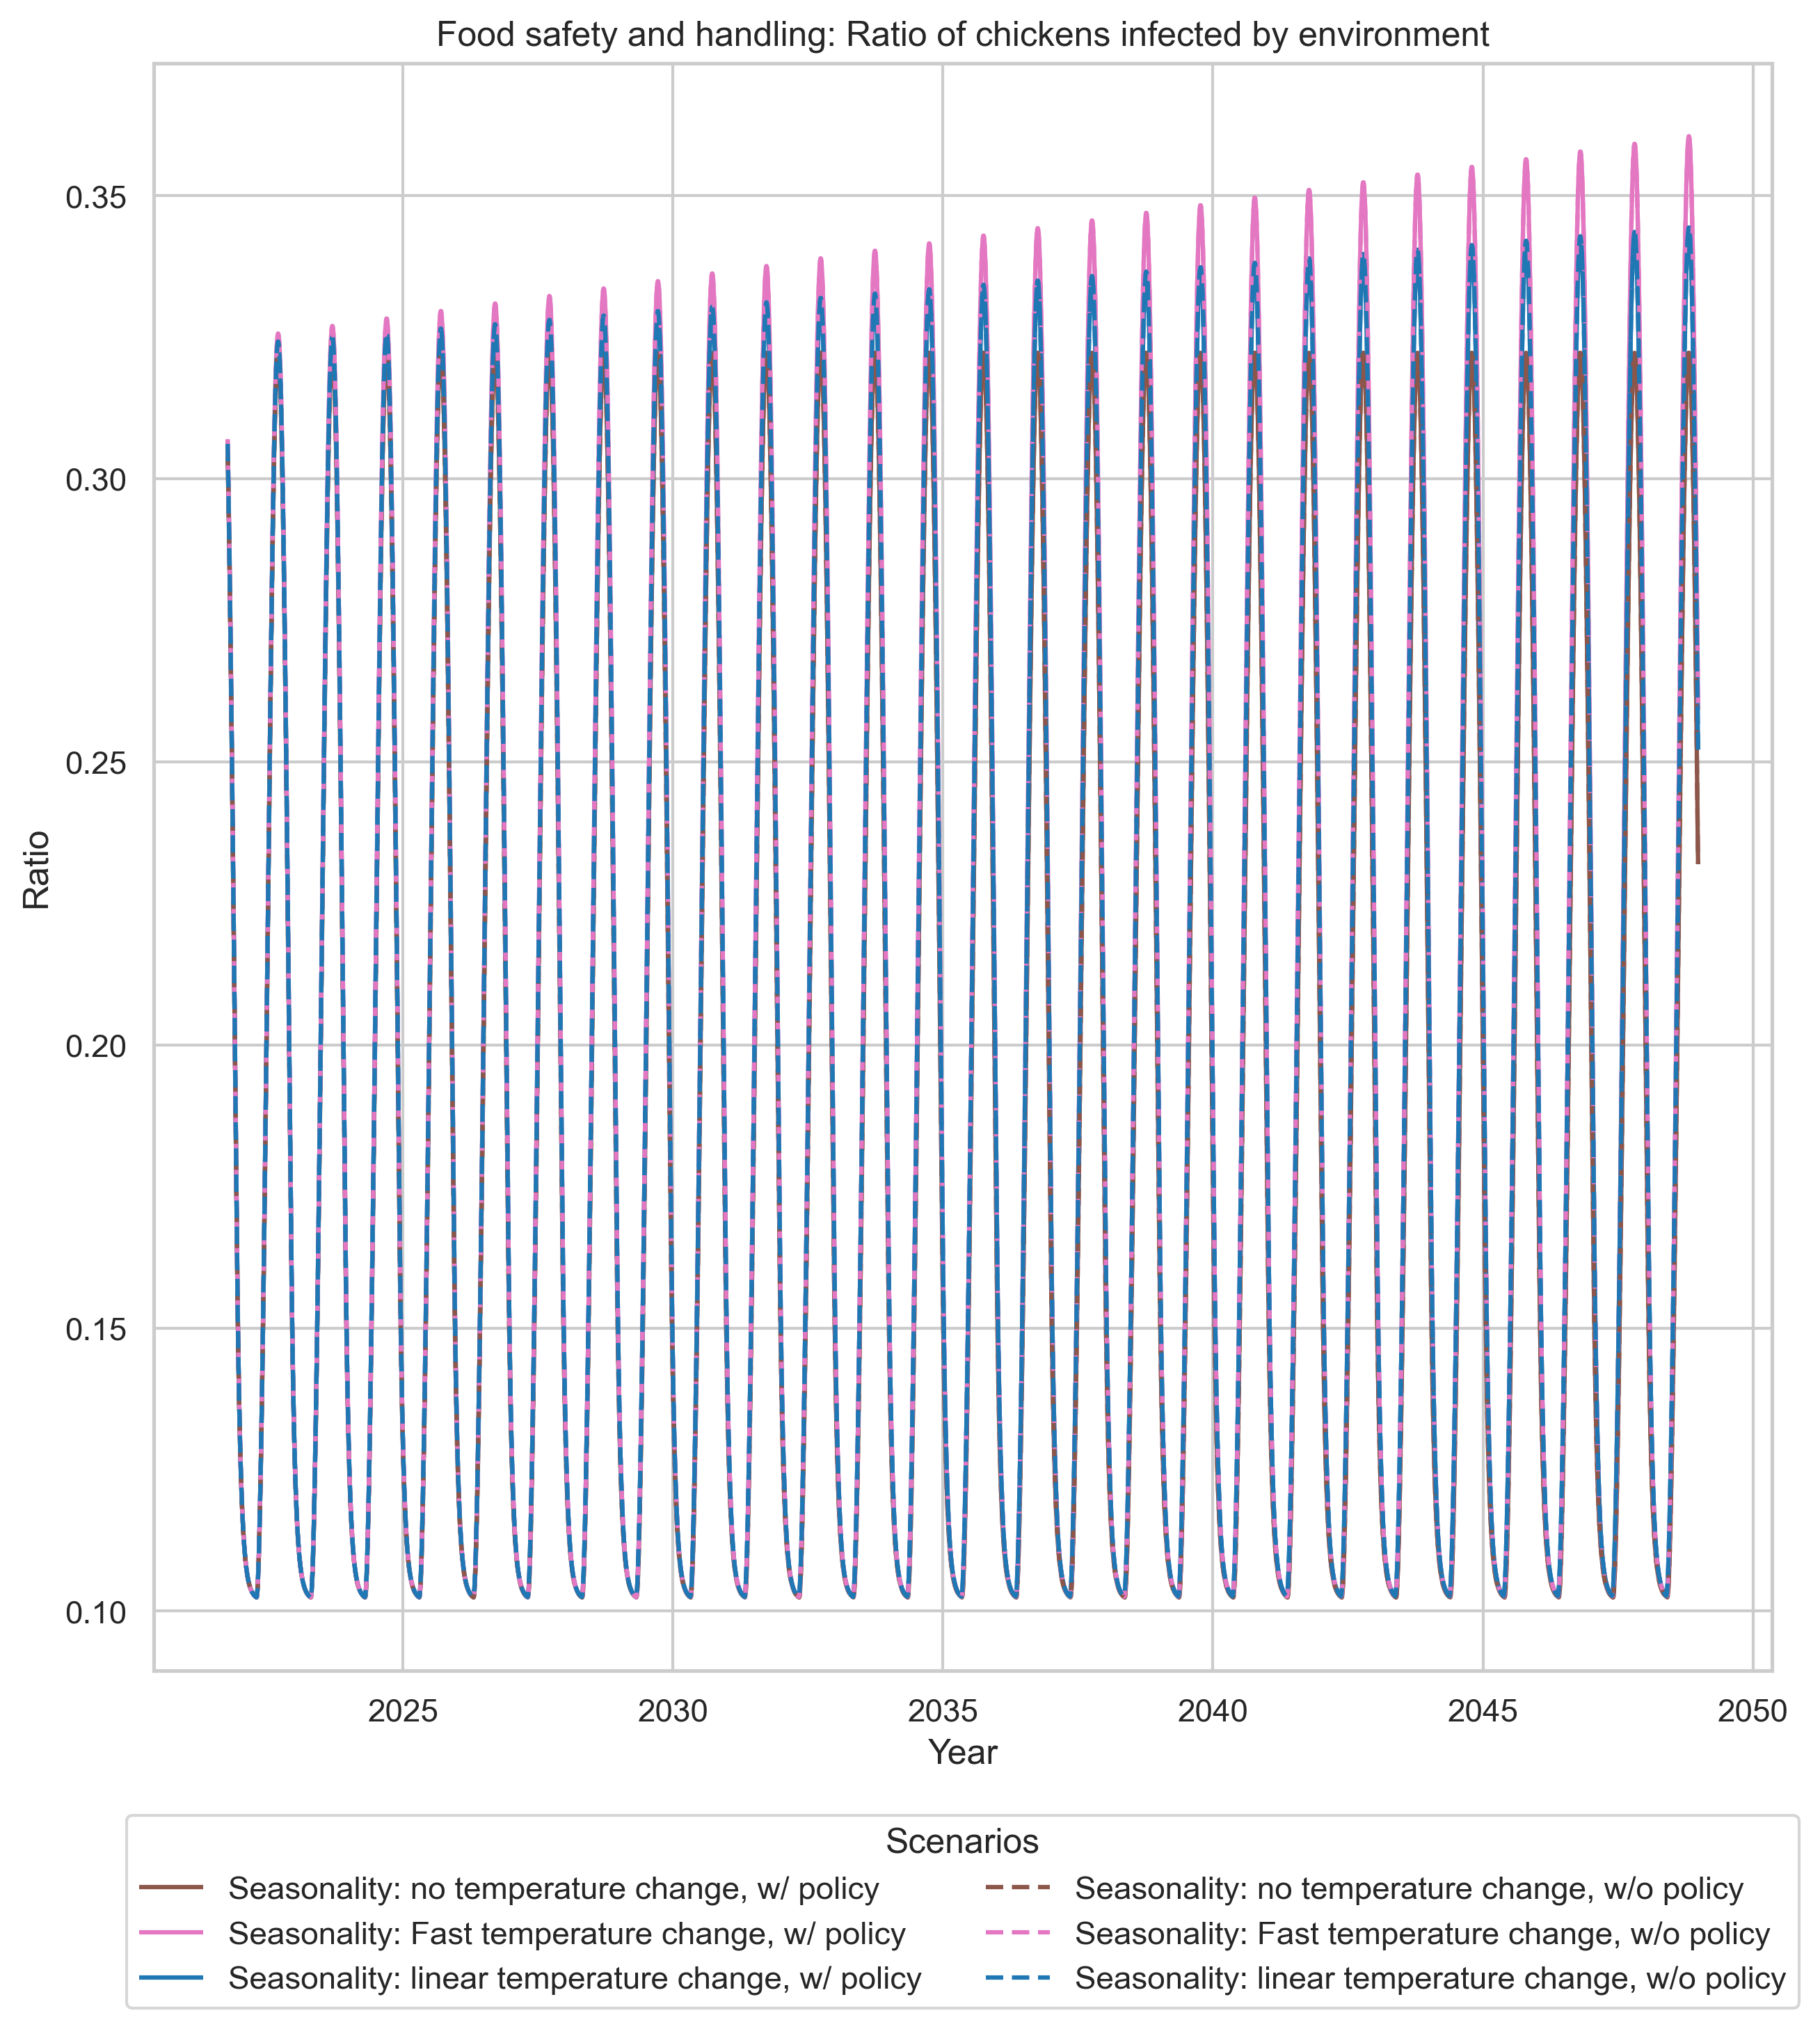 Food safety and handling: Ratio of chickens infected by environment
0.35
0.30
0.25
0.20
0.15
0.10
Ratio
2025 2030 2035 2040 2045 2050
Year
Scenarios
Seasonality: no temperature change, w/ policy
Seasonality: Fast temperature change, w/ policy
Seasonality: linear temperature change, w/ policy
Seasonality: no temperature change, w/o policy
Seasonality: Fast temperature change, w/o policy
Seasonality: linear temperature change, w/o policy